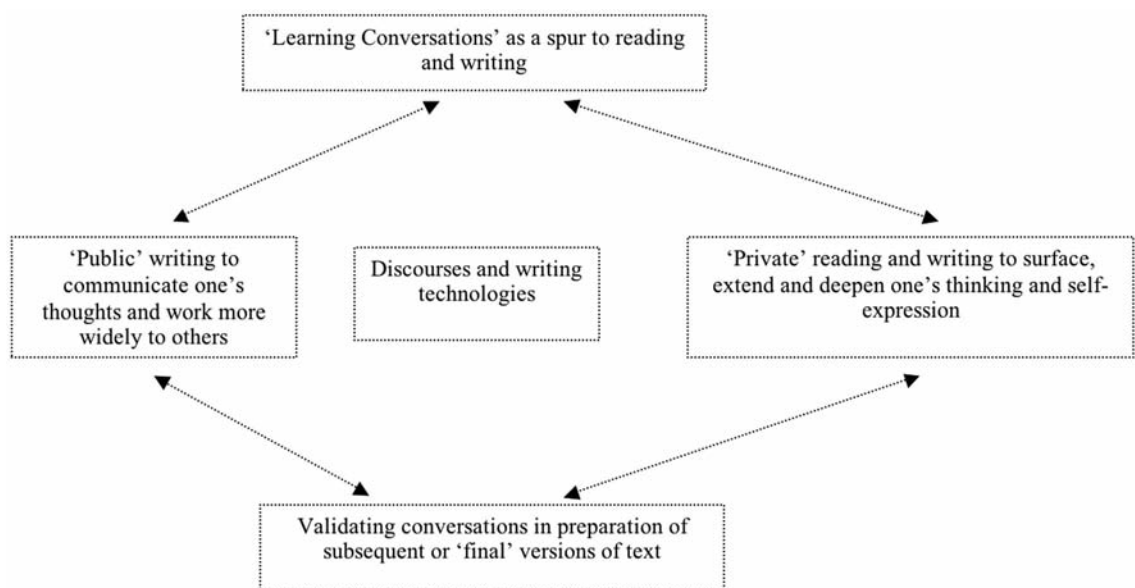 ‘Learning Conversations’ as a spur to reading
and writing
‘Public’ writing to
communicate one’s
thoughts and work more
widely to others
Discourses and writing
technologies
‘Private’ reading and writing to surface,
extend and deepen one’s thinking and self-
expression
Validating conversations in preparation of
subsequent or ‘final’ versions of text